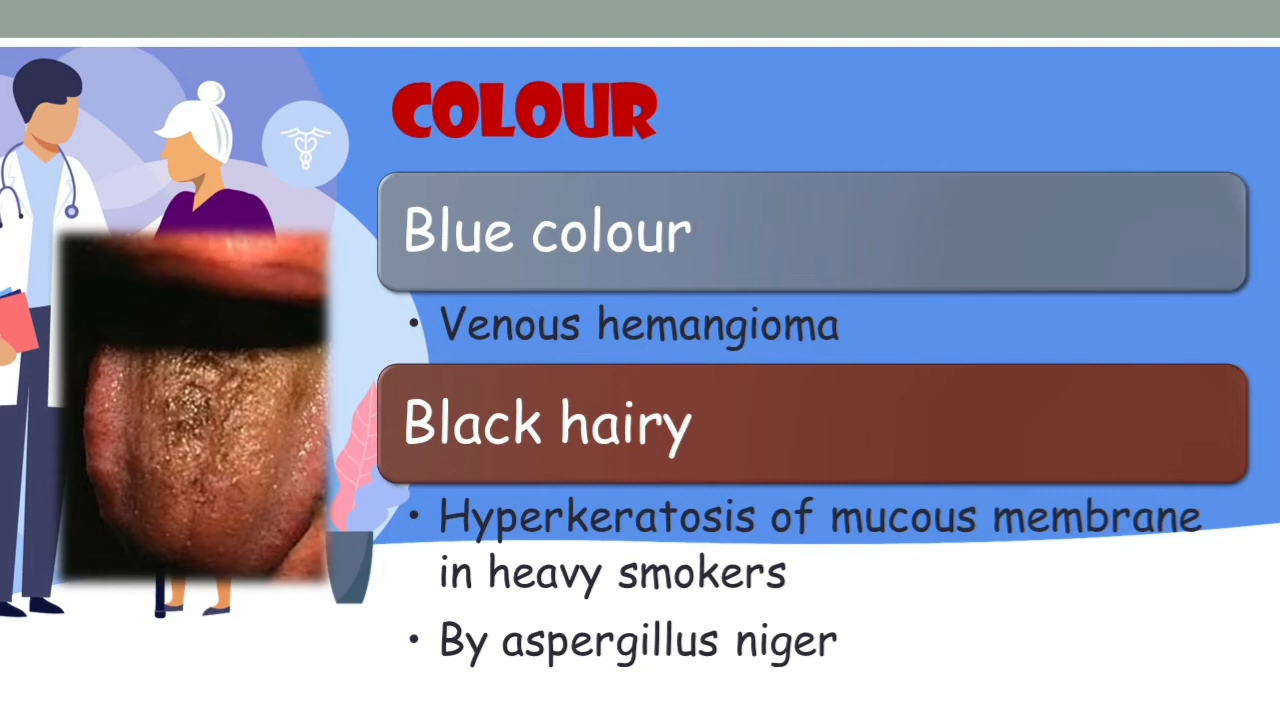 COLOUR
Blue colour
• Venous hemangioma
Black hairy
• Hyperkeratosis of mucous membrane
in heavy smokers
• By aspergillus niger